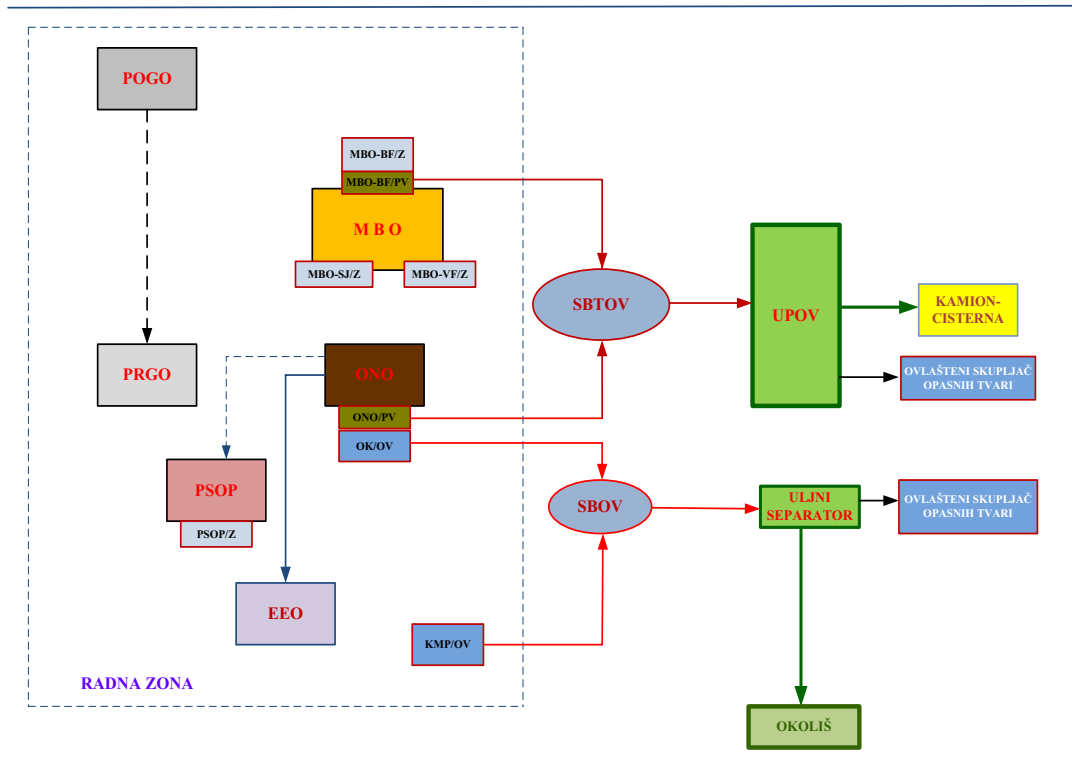 POGO
MBO-BF/Z
MBO-BF/PV
M B O
MBO-SJ/Z
MBO-VF/Z
SBTOV
UPOV
KAMION-
CISTERNA
OVLAŠTENI SKUPLJAČ
OPASNIH TVARI
PRGO
ONO
ONO/PV
OK/OV
PSOP
PSOP/Z
SBOV
ULJNI
SEPARATOR
OVLAŠTENI SKUPLJAČ
OPASNIH TVARI
EEO
KMP/OV
RADNA ZONA
OKOLIŠ